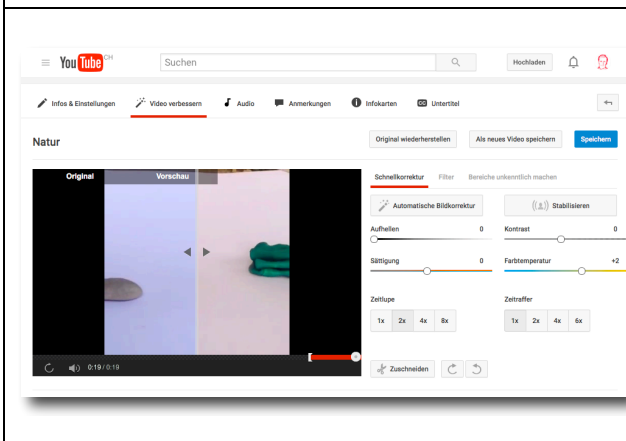 YouTube CH
Suchen
Hochladen
Infos & Einstellungen
Video verbessern
Audio
Anmerkungen
Infokarten
CC Untertitel
Natur
Original wiederherstellen
Als neues Video speichern
Speichern
Original
Vorschau
0:19 / 0:19
Schnellkorrektur
Filter
Bereiche unkenntlich machen
Automatische Bildkorrektur
Stabilisieren
Aufhellen 0
Kontrast 0
Sättigung 0
Farbtemperatur +2
Zeitlupe
1x 2x 4x 8x
Zeitraffer
1x 2x 4x 6x
Zuschneiden